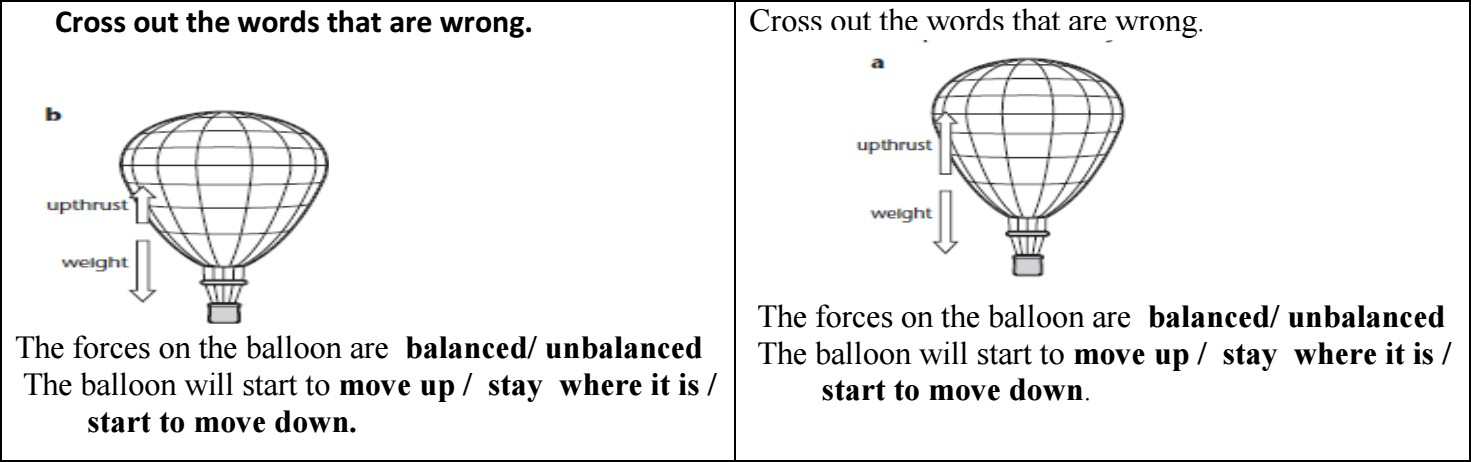 Cross out the words that are wrong.
b
upthrust
weight
The forces on the balloon are balanced/ unbalanced
The balloon will start to move up / stay where it is /
start to move down.
Cross out the words that are wrong.
a
upthrust
weight
The forces on the balloon are balanced/ unbalanced
The balloon will start to move up / stay where it is /
start to move down.